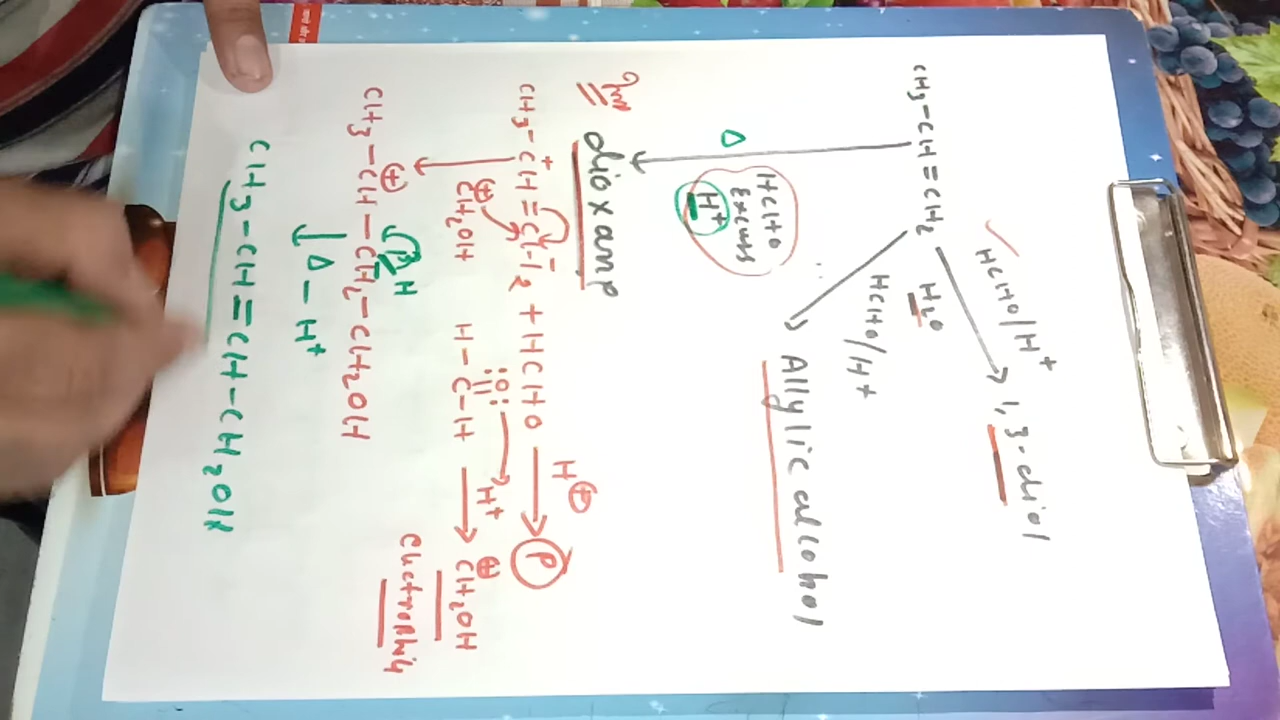 CH3-CH=CH2
HCHO/H+
1,3-diol
H2O
HCHO/H+
Allylic alcohol
Δ
HCHO
Excess
H+
Imp
dioxane
CH3-CH=CH2 + HCHO
H⊕
P
⊕CH2OH
H-C-H
:O:
H+
⊕CH2OH
CH3-CH-CH2-CH2OH
⊕
H
Δ -H+
CH3-CH=CH-CH2OH